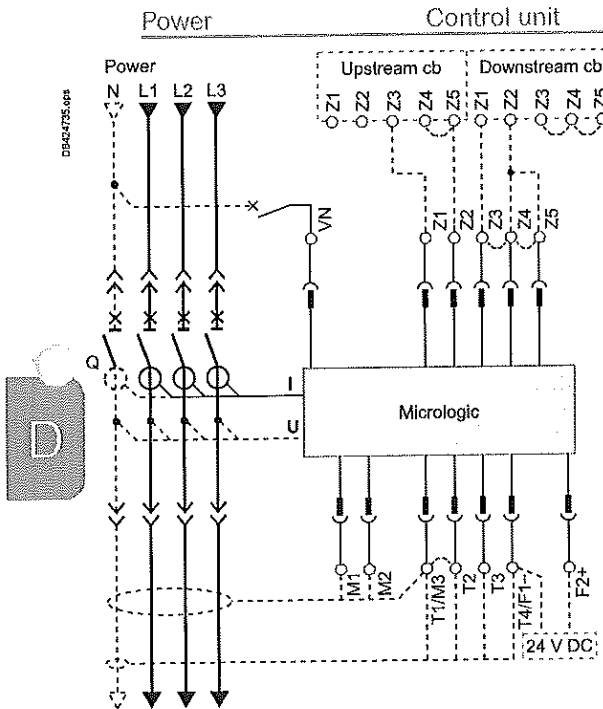 Power
Control unit
DB424735.eps
Power
N L1 L2 L3
Upstream cb
Z1 Z2 Z3 Z4 Z5
Downstream cb
Z1 Z2 Z3 Z4 Z5
VN
Z1 Z2 Z3 Z4 Z5
Q
I
U
Micrologic
D
M1 M2 T1/M3 T2 T3 T4/F1- F2+
24 V DC